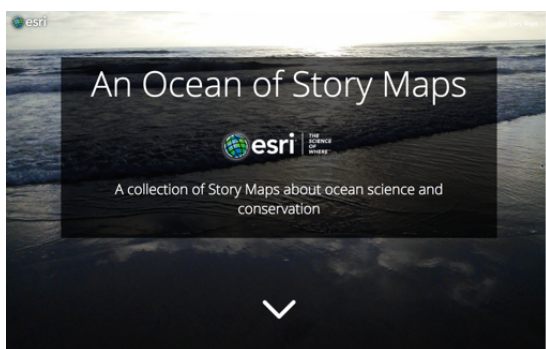 esri
An Ocean of Story Maps
esri THE
SCIENCE
OF
WHERE
A collection of Story Maps about ocean science and
conservation